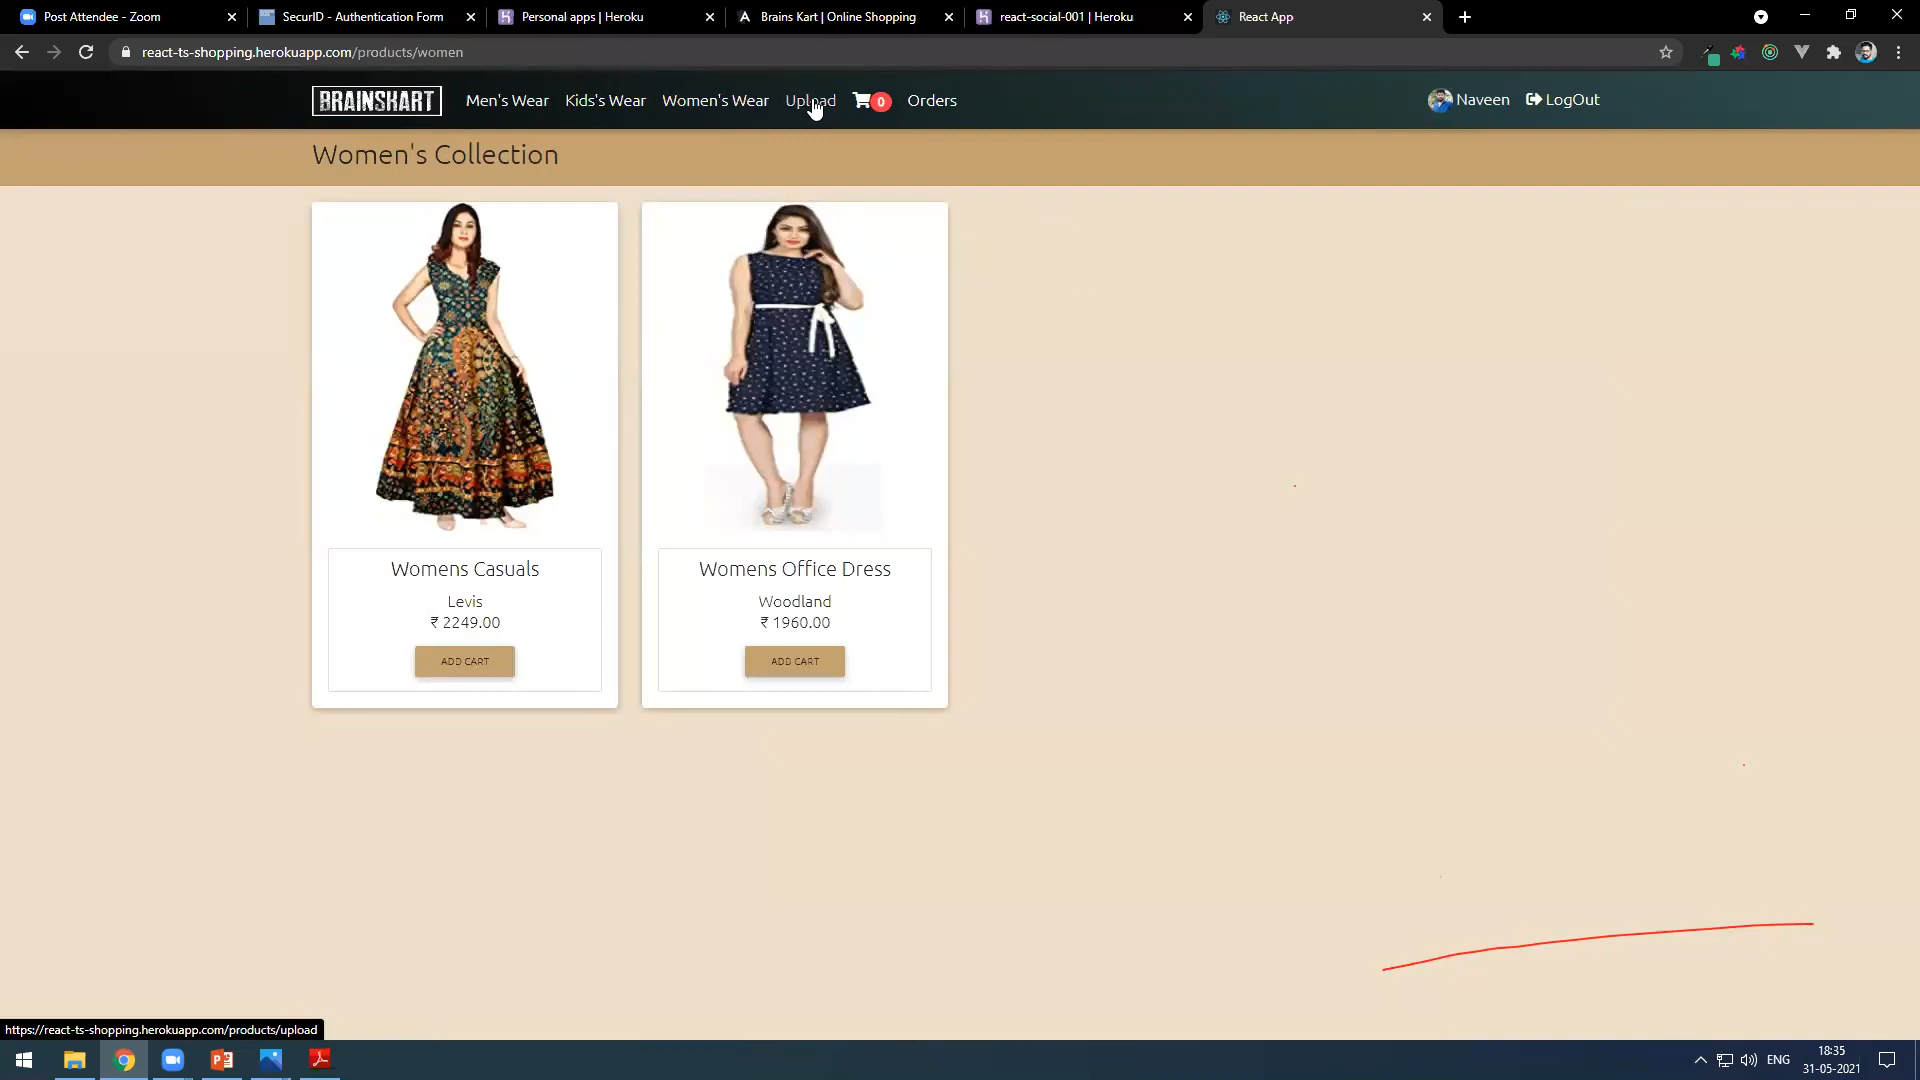 Post Attendee - Zoom
SecurID - Authentication Form
Personal apps | Heroku
Brains Kart | Online Shopping
react-social-001 | Heroku
React App
react-ts-shopping.herokuapp.com/products/women
BRAINSKART
Men's Wear
Kid's Wear
Women's Wear
Upload
0
Orders
Naveen
LogOut
Women's Collection
Womens Casuals
Levis
₹ 2249.00
ADD CART
Womens Office Dress
Woodland
₹ 1960.00
ADD CART
https://react-ts-shopping.herokuapp.com/products/upload
ENG
18:35
31-05-2021